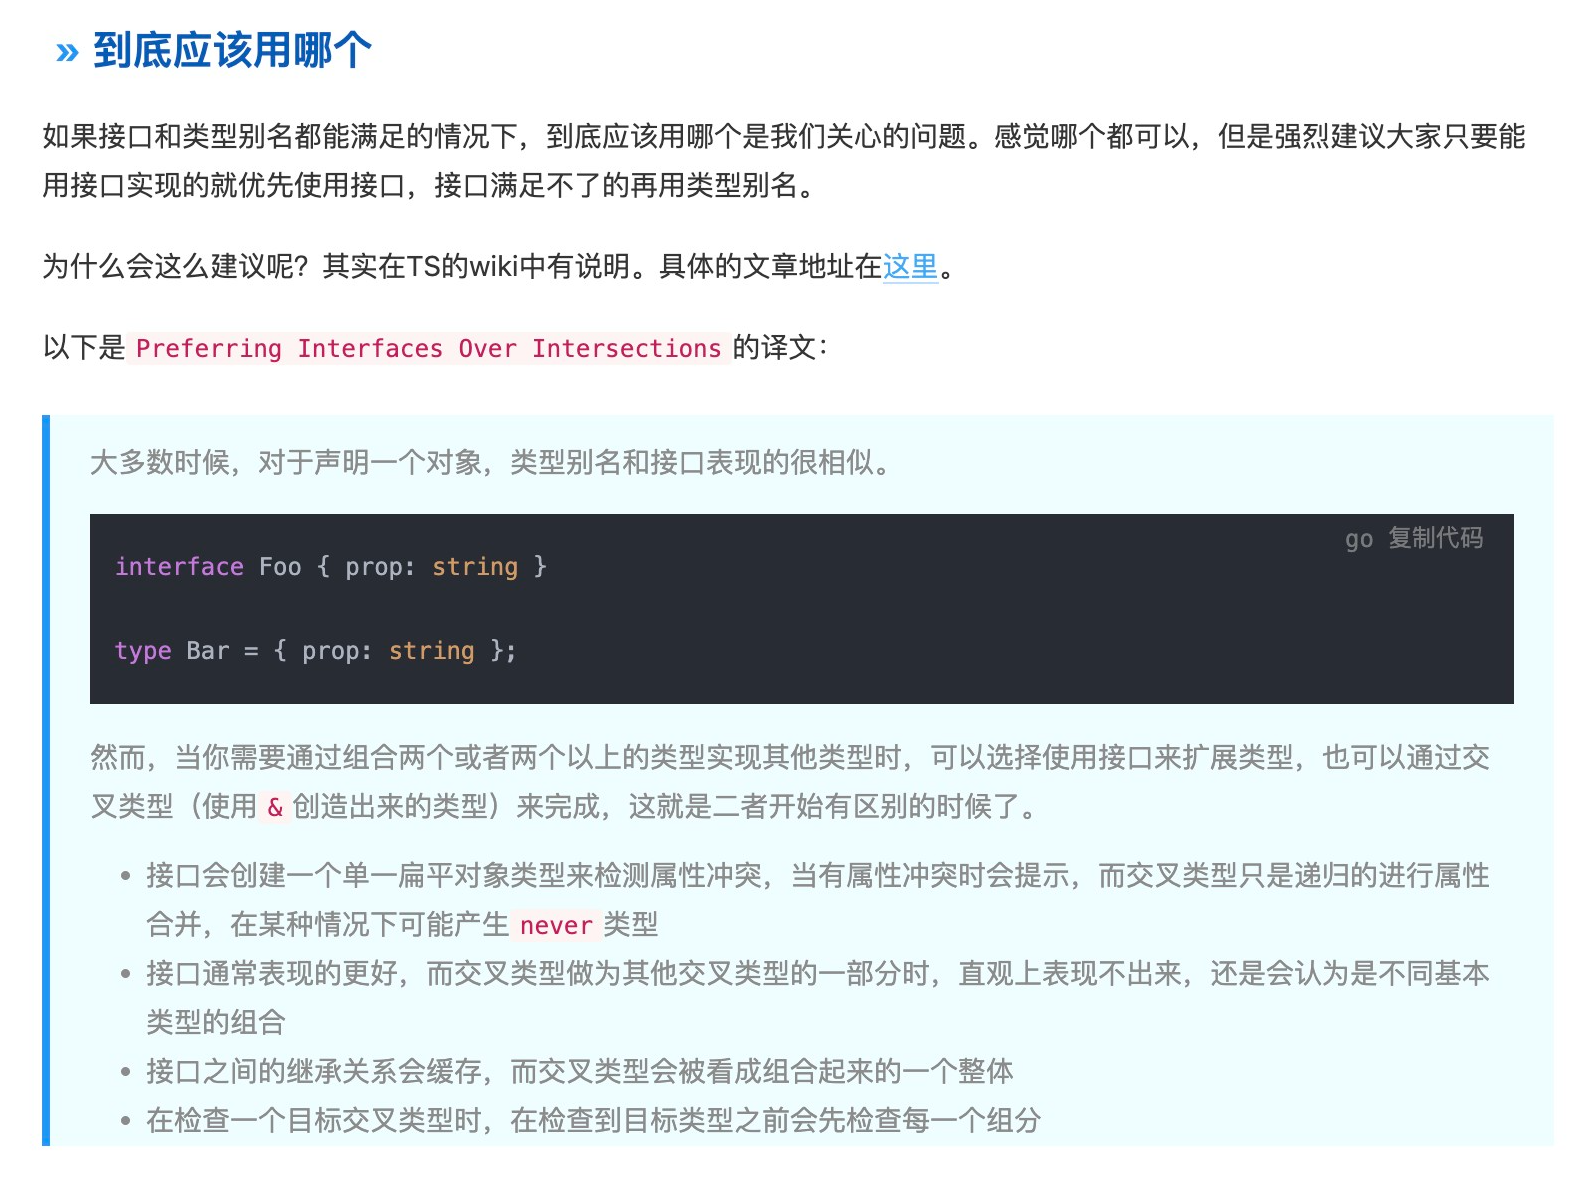 » 到底应该用哪个
如果接口和类型别名都能满足的情况下，到底应该用哪个是我们关心的问题。感觉哪个都可以，但是强烈建议大家只要能
用接口实现的就优先使用接口，接口满足不了的再用类型别名。
为什么会这么建议呢？其实在TS的wiki中有说明。具体的文章地址在这里。
以下是 Preferring Interfaces Over Intersections 的译文：
大多数时候，对于声明一个对象，类型别名和接口表现的很相似。
go 复制代码
interface Foo { prop: string }
type Bar = { prop: string };
然而，当你需要通过组合两个或者两个以上的类型实现其他类型时，可以选择使用接口来扩展类型，也可以通过交
叉类型（使用 & 创造出来的类型）来完成，这就是二者开始有区别的时候了。
• 接口会创建一个单一扁平对象类型来检测属性冲突，当有属性冲突时会提示，而交叉类型只是递归的进行属性
合并，在某种情况下可能产生 never 类型
• 接口通常表现的更好，而交叉类型做为其他交叉类型的一部分时，直观上表现不出来，还是会认为是不同基本
类型的组合
• 接口之间的继承关系会缓存，而交叉类型会被看成组合起来的一个整体
• 在检查一个目标交叉类型时，在检查到目标类型之前会先检查每一个组分